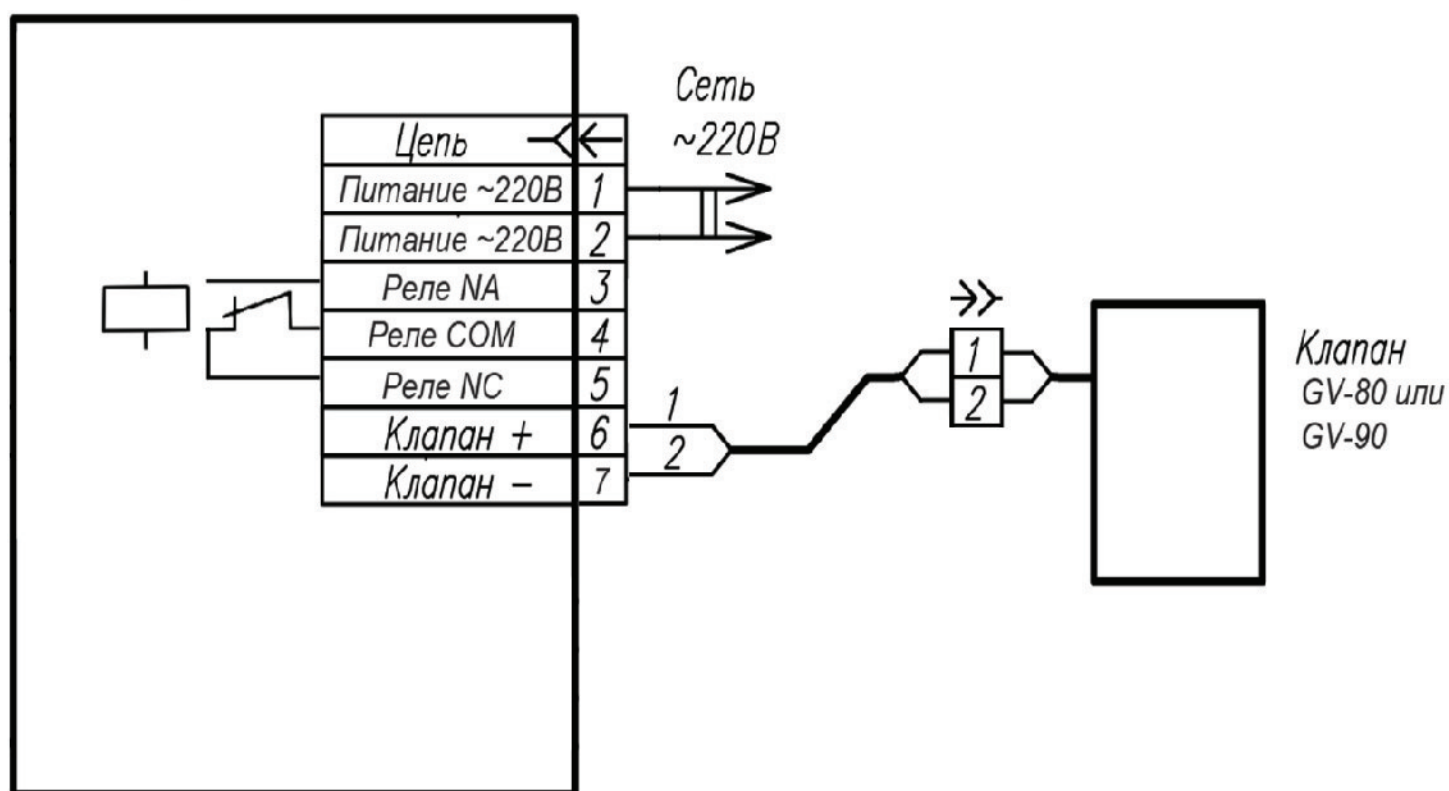 Сеть
~220В
Цепь
Питание ~220В 1
Питание ~220В 2
Реле NA 3
Реле COM 4
Реле NC 5
Клапан + 6
Клапан – 7
1
2
1
2
Клапан
GV-80 или
GV-90